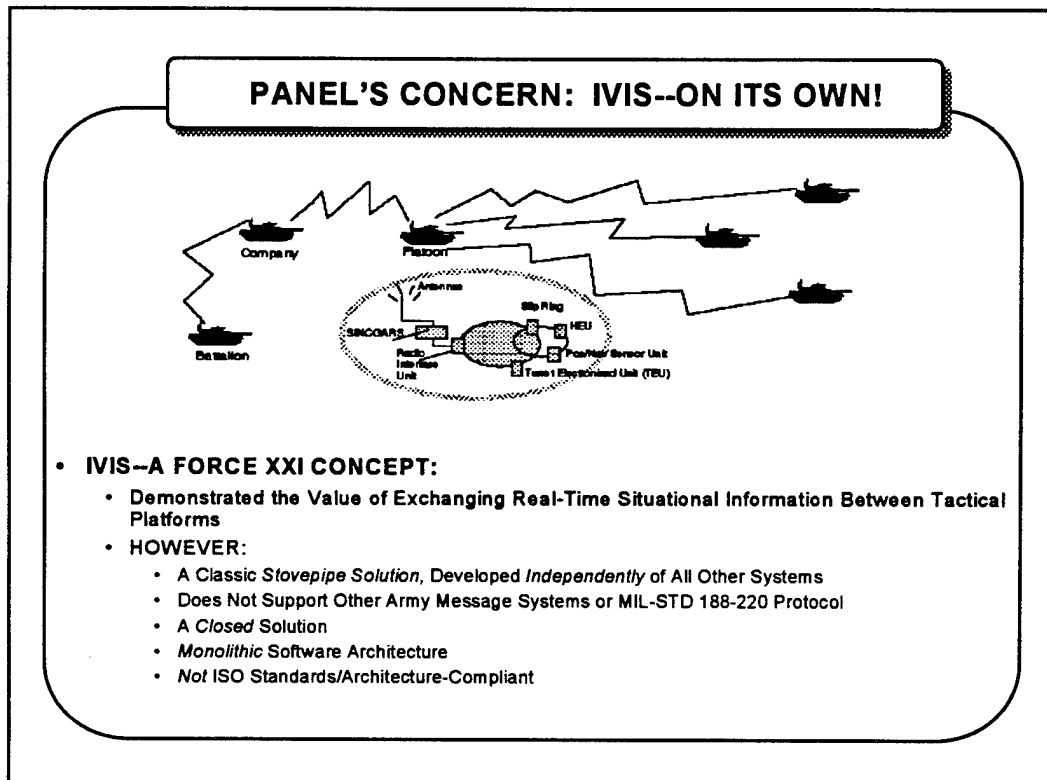 PANEL'S CONCERN: IVIS--ON ITS OWN!
Company
Platoon
Battalion
Antennae
Slip Ring
SINCGARS
HEU
Radio
Interface
Unit
Pos/Nav Sensor Unit
Turret Electronics Unit (TEU)
• IVIS--A FORCE XXI CONCEPT:
• Demonstrated the Value of Exchanging Real-Time Situational Information Between Tactical
Platforms
• HOWEVER:
• A Classic Stovepipe Solution, Developed Independently of All Other Systems
• Does Not Support Other Army Message Systems or MIL-STD 188-220 Protocol
• A Closed Solution
• Monolithic Software Architecture
• Not ISO Standards/Architecture-Compliant